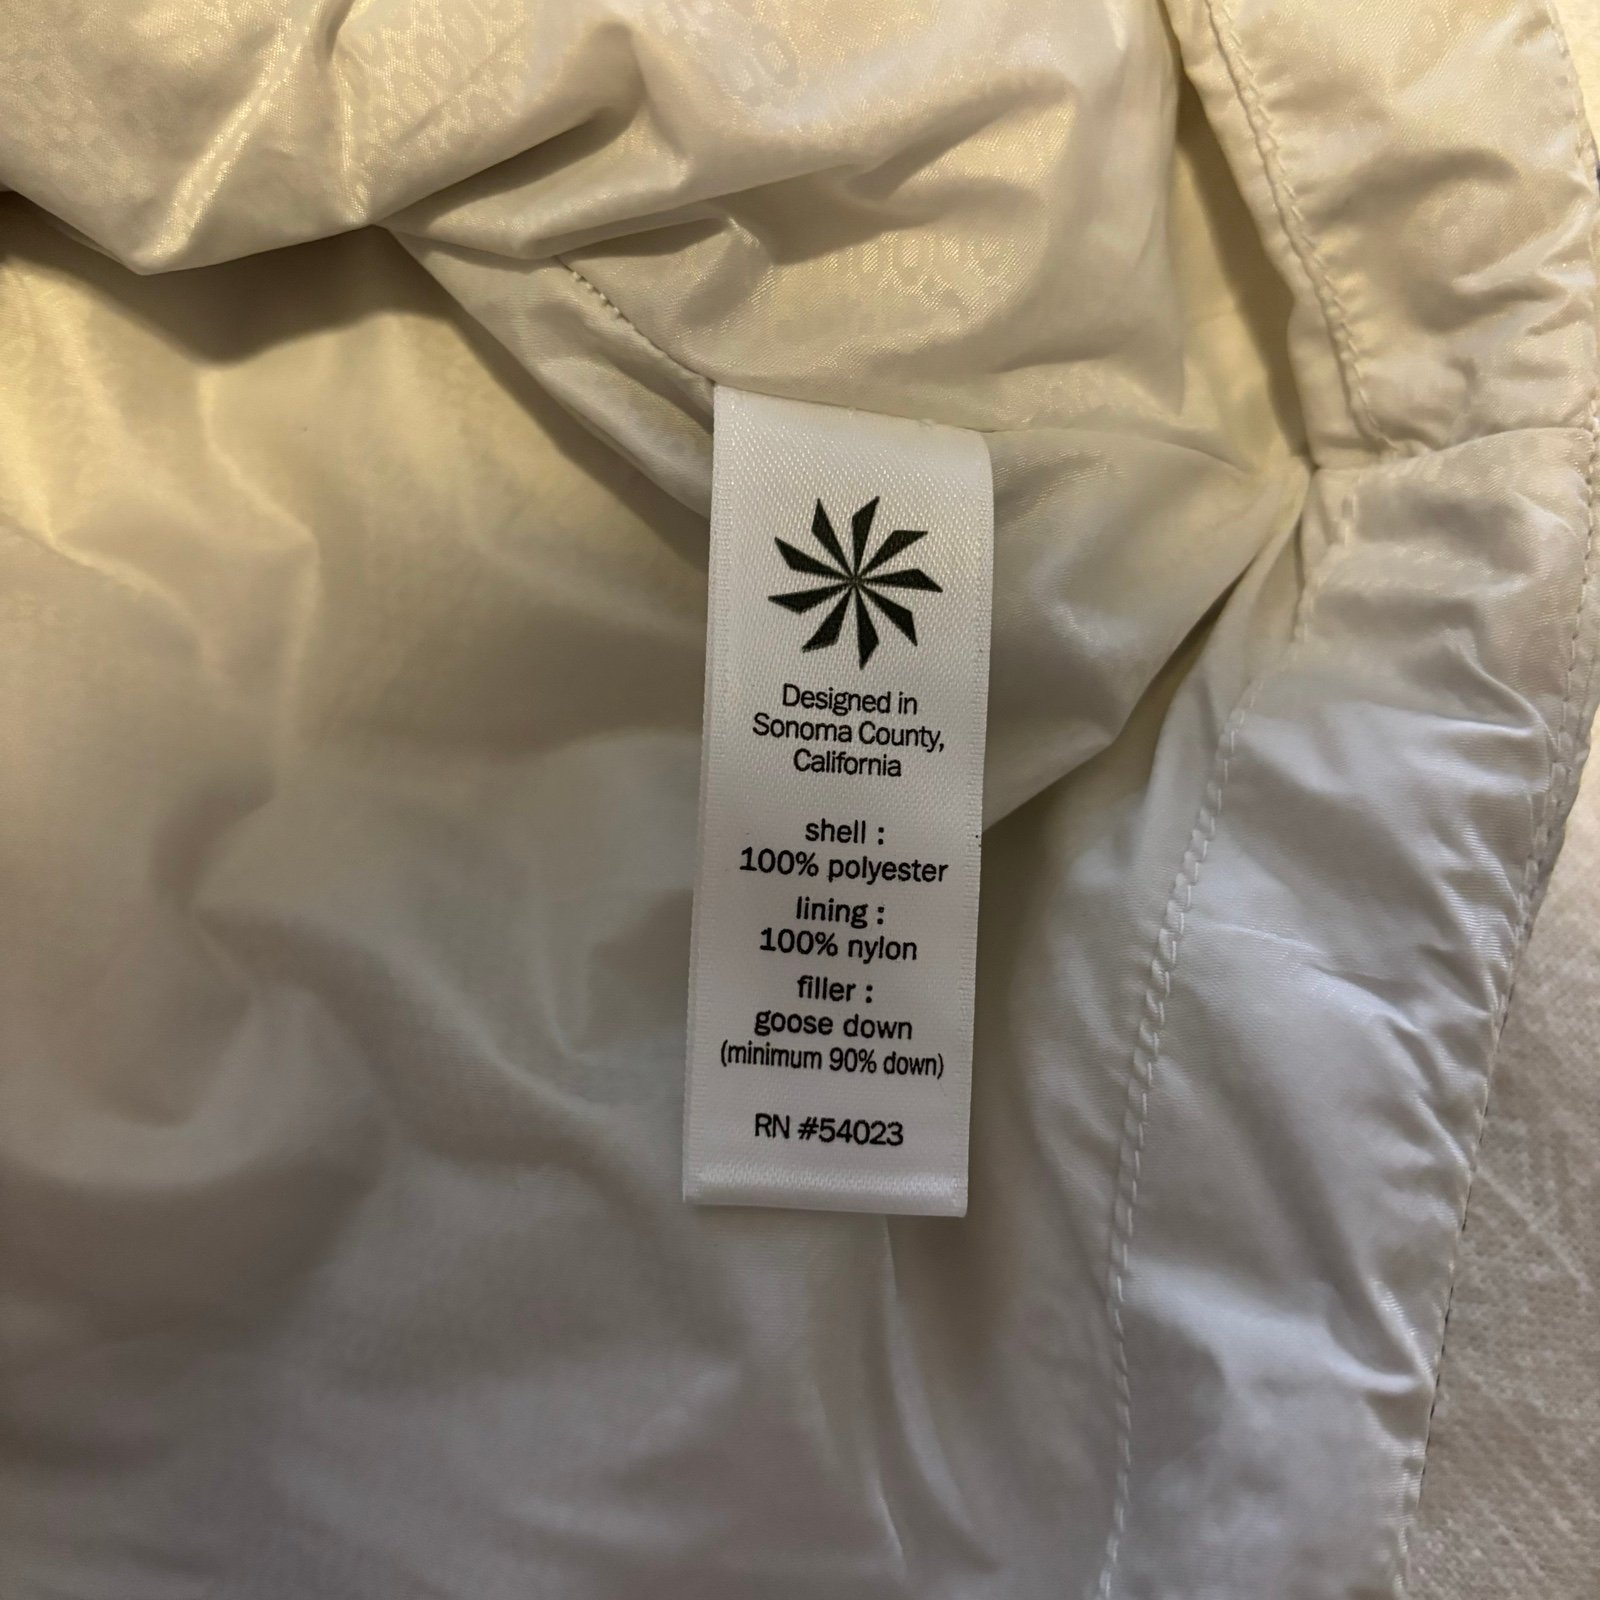 Designed in
Sonoma County,
California
shell :
100% polyester
lining :
100% nylon
filler :
goose down
(minimum 90% down)
RN #54023